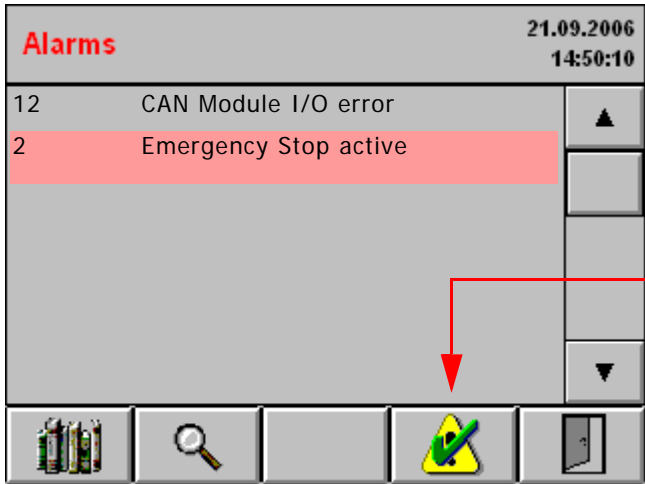 Alarms
21.09.2006
14:50:10
12 CAN Module I/O error
2 Emergency Stop active